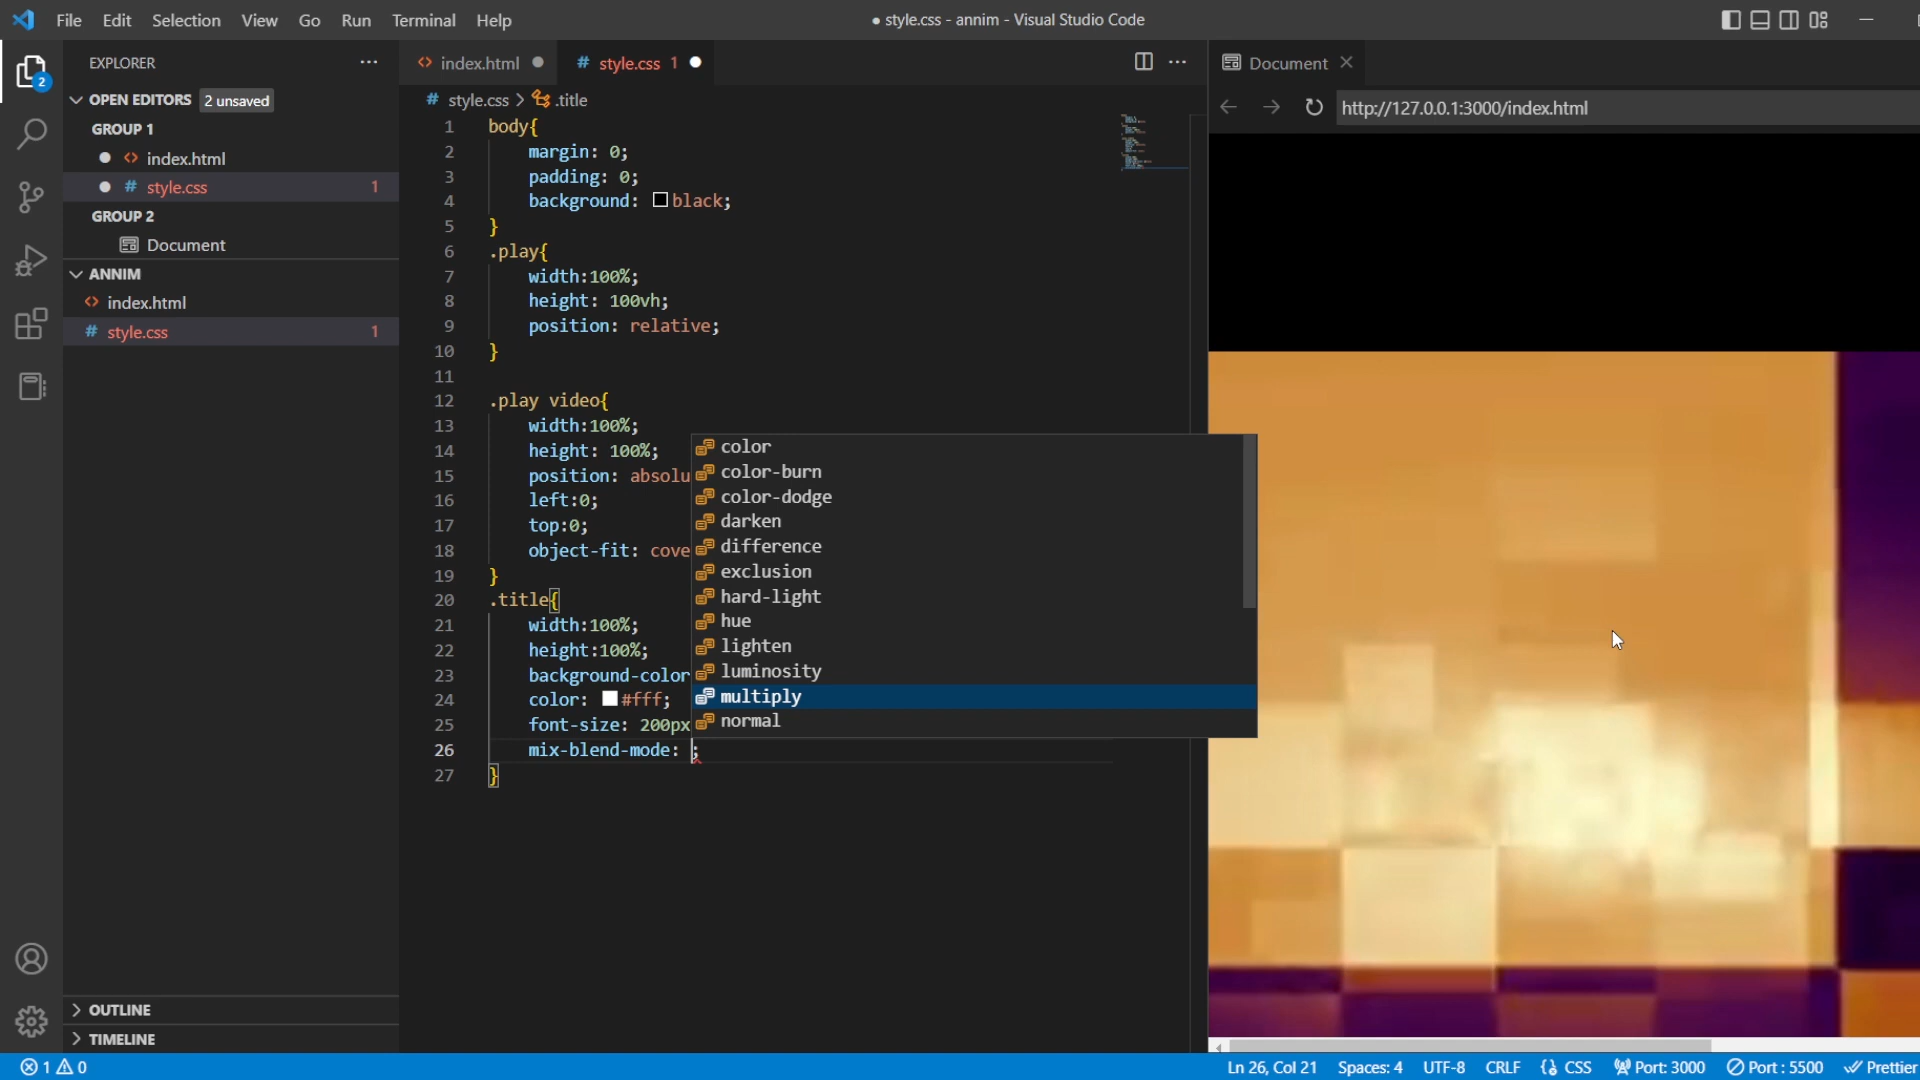 File Edit Selection View Go Run Terminal Help
● style.css - annim - Visual Studio Code
EXPLORER
2
OPEN EDITORS 2 unsaved
GROUP 1
index.html
style.css 1
GROUP 2
Document
ANNIM
index.html
style.css 1
OUTLINE
TIMELINE
index.html
# style.css 1
# style.css > .title
1 body{
2 margin: 0;
3 padding: 0;
4 background: black;
5 }
6 .play{
7 width:100%;
8 height: 100vh;
9 position: relative;
10 }
11
12 .play video{
13 width:100%;
14 height: 100%;
15 position: absolu
16 left:0;
17 top:0;
18 object-fit: cove
19 }
20 .title{
21 width:100%;
22 height:100%;
23 background-color
24 color: #fff;
25 font-size: 200px
26 mix-blend-mode: ;
27 }
color
color-burn
color-dodge
darken
difference
exclusion
hard-light
hue
lighten
luminosity
multiply
normal
Document
http://127.0.0.1:3000/index.html
1 0
Ln 26, Col 21 Spaces: 4 UTF-8 CRLF {} CSS Port: 3000 Port : 5500 Prettier